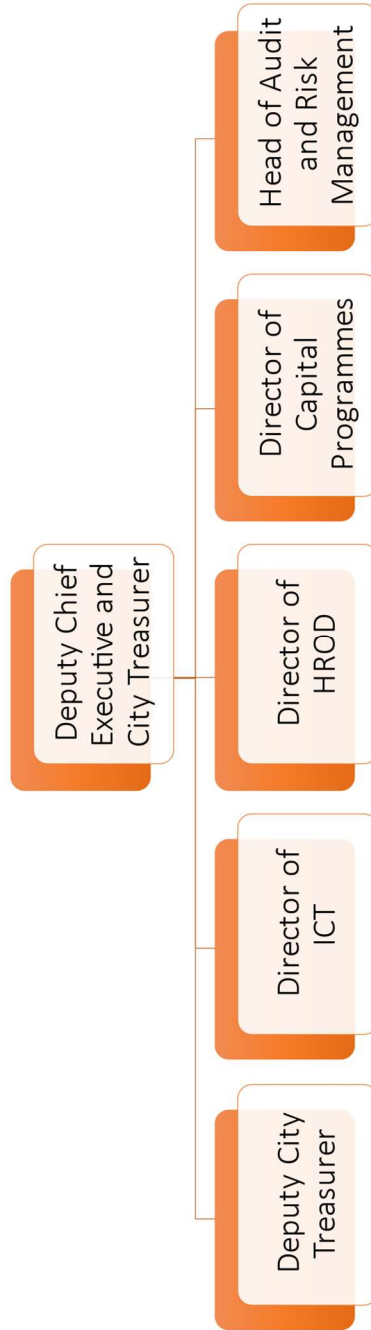 Deputy Chief
Executive and
City Treasurer
Deputy City
Treasurer
Director of
ICT
Director of
HROD
Director of
Capital
Programmes
Head of Audit
and Risk
Management